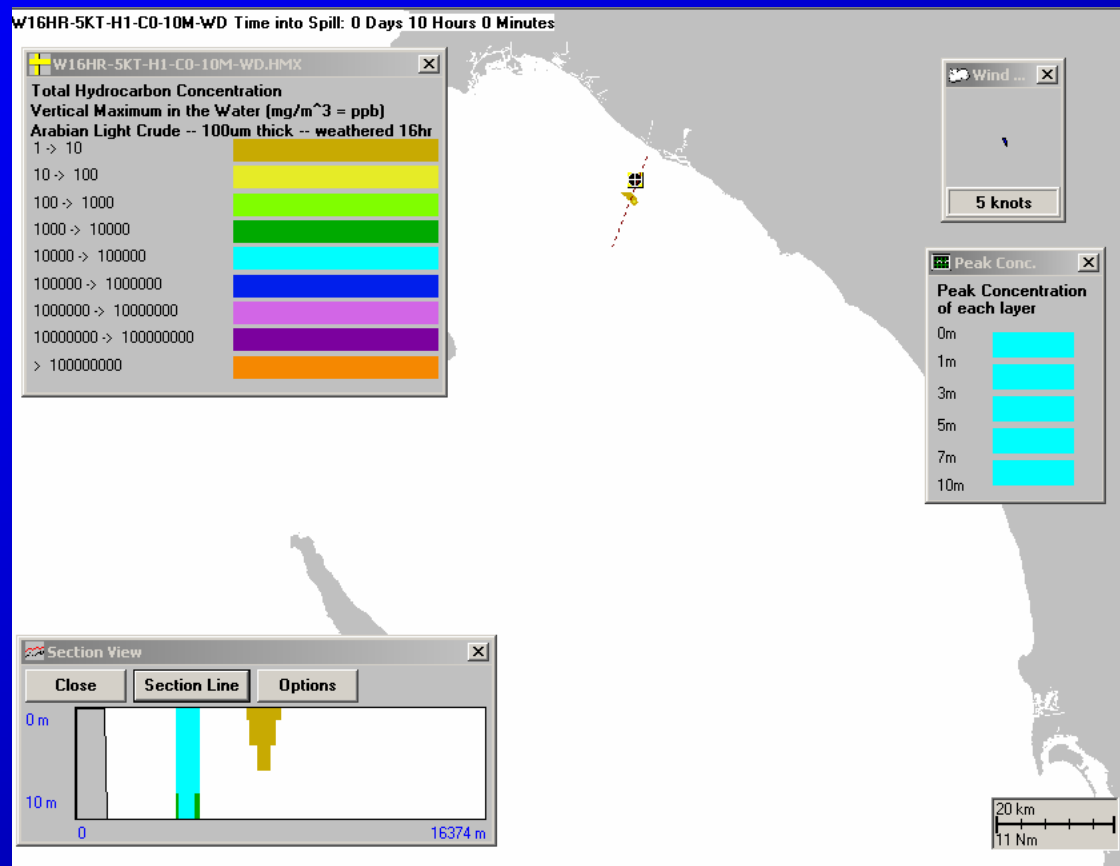 W16HR-5KT-H1-C0-10M-WD Time into Spill: 0 Days 10 Hours 0 Minutes
W16HR-5KT-H1-C0-10M-WD.HMX
Total Hydrocarbon Concentration
Vertical Maximum in the Water (mg/m^3 = ppb)
Arabian Light Crude -- 100um thick -- weathered 16hr
1 -> 10
10 -> 100
100 -> 1000
1000 -> 10000
10000 -> 100000
100000 -> 1000000
1000000 -> 10000000
10000000 -> 100000000
> 100000000
Wind ...
5 knots
Peak Conc.
Peak Concentration
of each layer
0m
1m
3m
5m
7m
10m
Section View
Close Section Line Options
0 m
10 m
0 16374 m
20 km
11 Nm